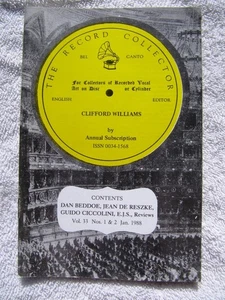 THE RECORD COLLECTOR
BEL CANTO
For Collectors of Recorded Vocal
Art on Disc or Cylinder
ENGLISH EDITOR
CLIFFORD WILLIAMS
by
Annual Subscription
ISSN 0034-1568
CONTENTS
DAN BEDDOE, JEAN DE RESZKE,
GUIDO CICCOLINI, E.J.S., Reviews
Vol. 33 Nos. 1 & 2 Jan. 1988